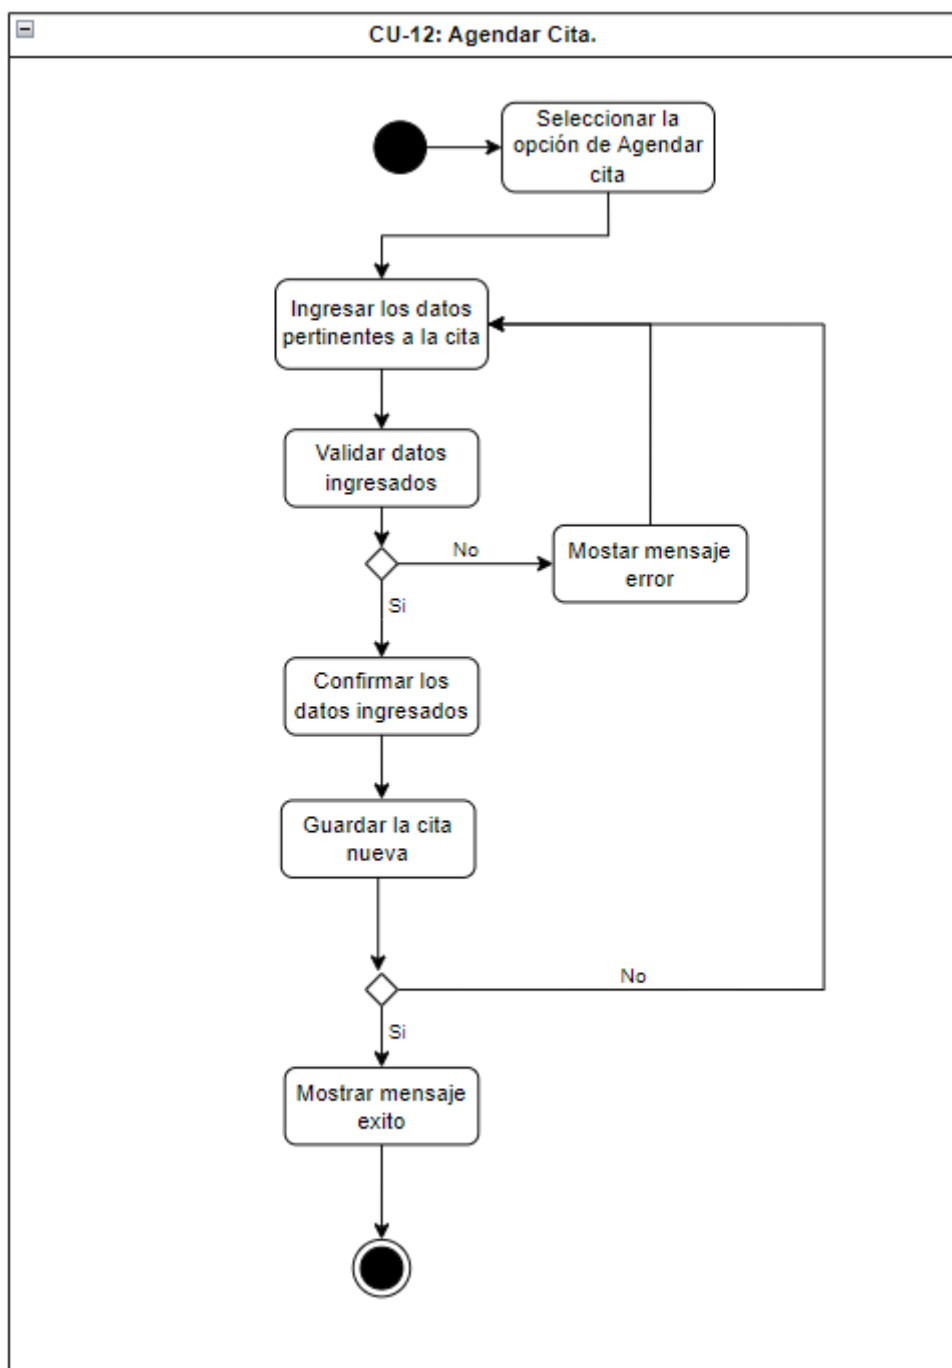 CU-12: Agendar Cita.
Seleccionar la
opción de Agendar
cita
Ingresar los datos
pertinentes a la cita
Validar datos
ingresados
No
Mostar mensaje
error
Si
Confirmar los
datos ingresados
Guardar la cita
nueva
No
Si
Mostrar mensaje
exito